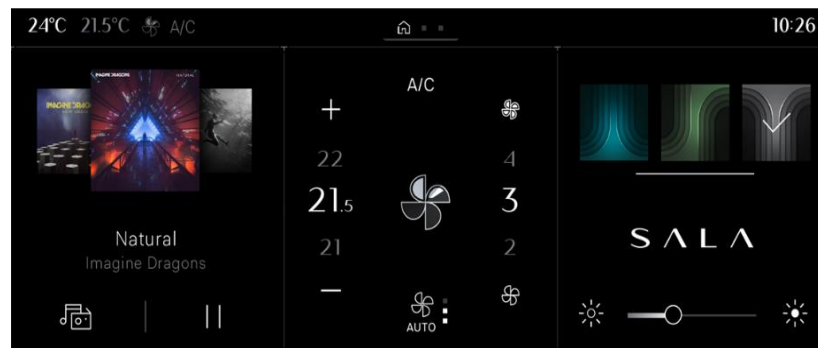 24°C 21.5°C A/C
10:26
IMAGINE DRAGONS
Natural
Imagine Dragons
A/C
22
4
21.5
3
21
2
AUTO
SALA